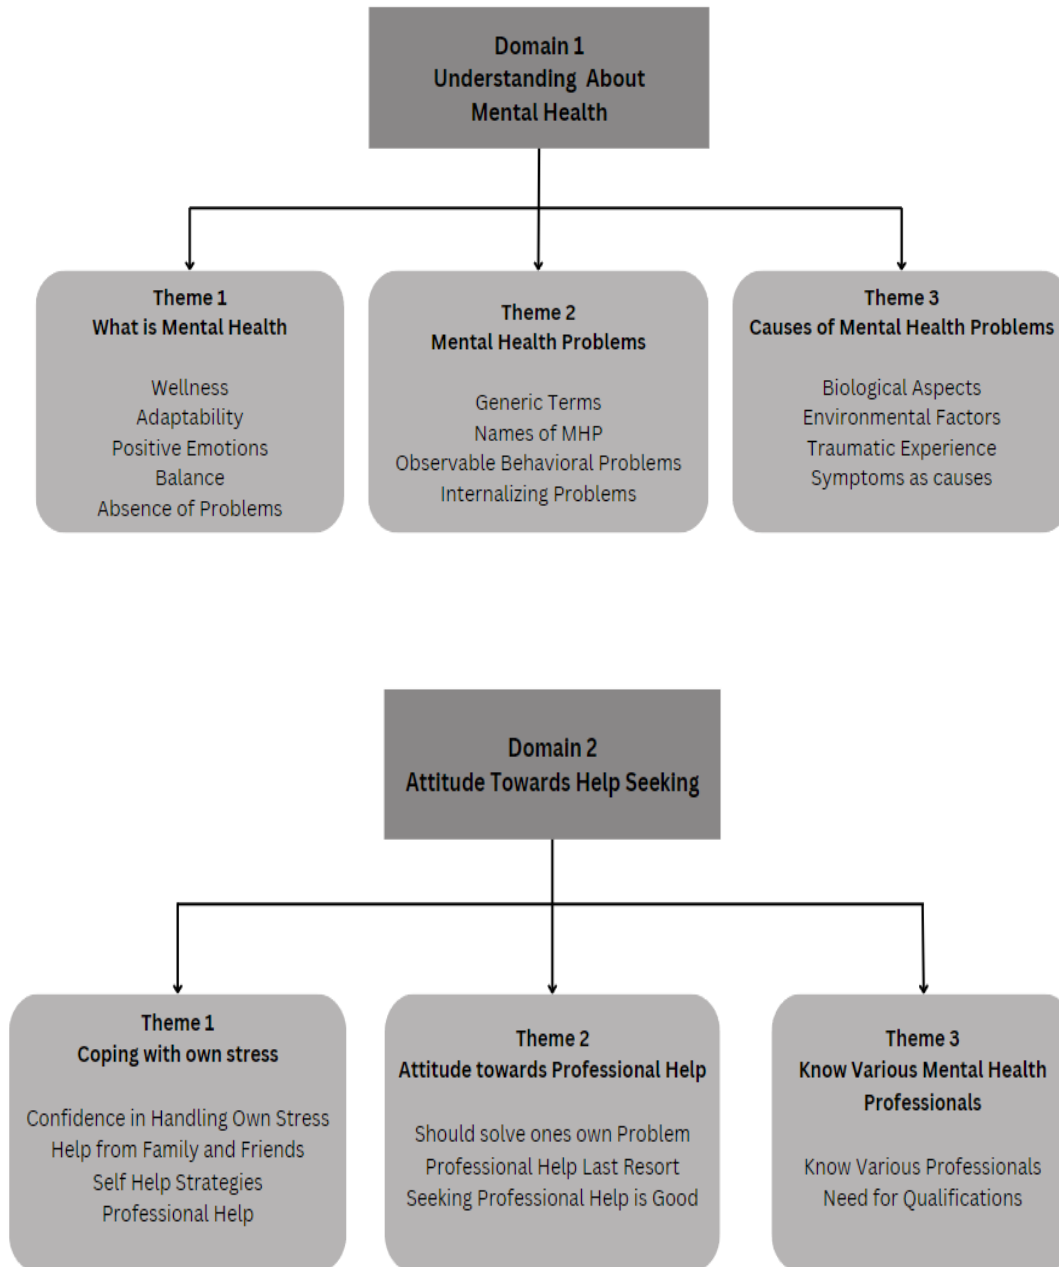 Domain 1
Understanding About
Mental Health
Theme 1
What is Mental Health
Wellness
Adaptability
Positive Emotions
Balance
Absence of Problems
Theme 2
Mental Health Problems
Generic Terms
Names of MHP
Observable Behavioral Problems
Internalizing Problems
Theme 3
Causes of Mental Health Problems
Biological Aspects
Environmental Factors
Traumatic Experience
Symptoms as causes
Domain 2
Attitude Towards Help Seeking
Theme 1
Coping with own stress
Confidence in Handling Own Stress
Help from Family and Friends
Self Help Strategies
Professional Help
Theme 2
Attitude towards Professional Help
Should solve ones own Problem
Professional Help Last Resort
Seeking Professional Help is Good
Theme 3
Know Various Mental Health
Professionals
Know Various Professionals
Need for Qualifications